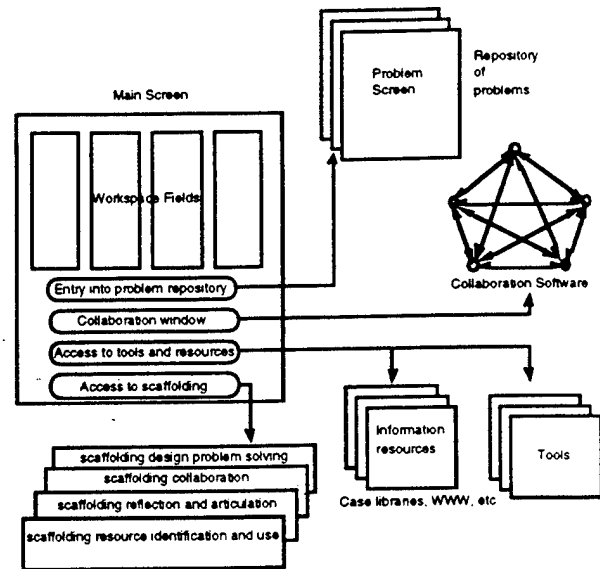 Main Screen
Workspace Fields
Entry into problem repository
Collaboration window
Access to tools and resources
Access to scaffolding
Problem
Screen
Repository
of
problems
Collaboration Software
Information
resources
Case libraries, WWW, etc
Tools
scaffolding design problem solving
scaffolding collaboration
scaffolding reflection and articulation
scaffolding resource identification and use